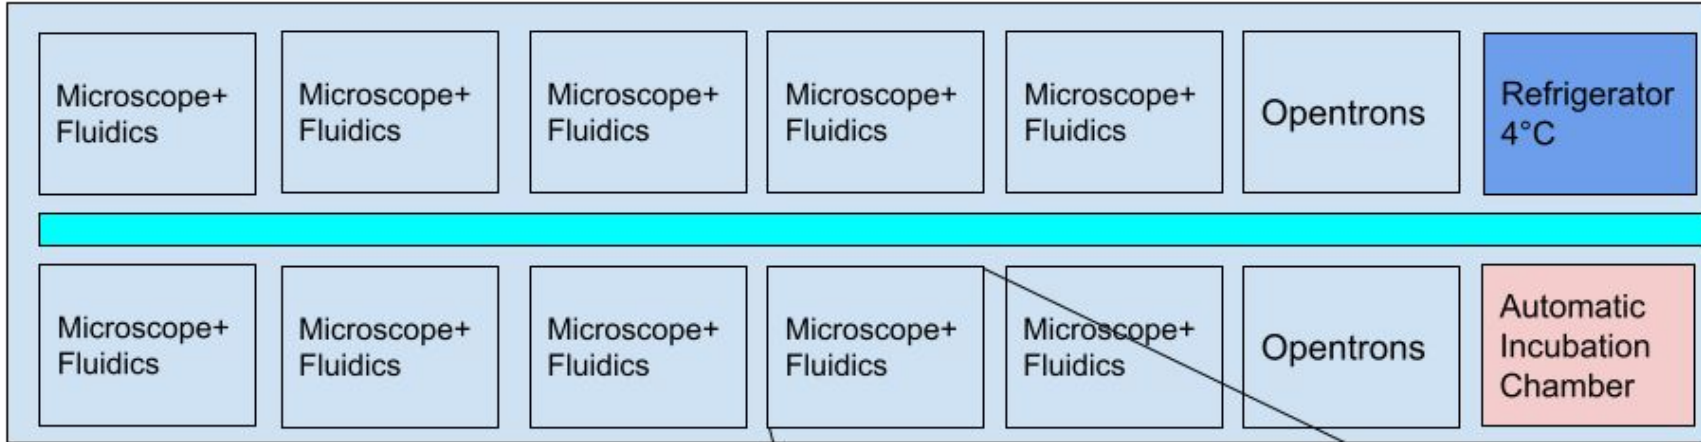 Microscope+
Fluidics
Microscope+
Fluidics
Microscope+
Fluidics
Microscope+
Fluidics
Microscope+
Fluidics
Opentrons
Refrigerator
4°C
Microscope+
Fluidics
Microscope+
Fluidics
Microscope+
Fluidics
Microscope+
Fluidics
Microscope+
Fluidics
Opentrons
Automatic
Incubation
Chamber